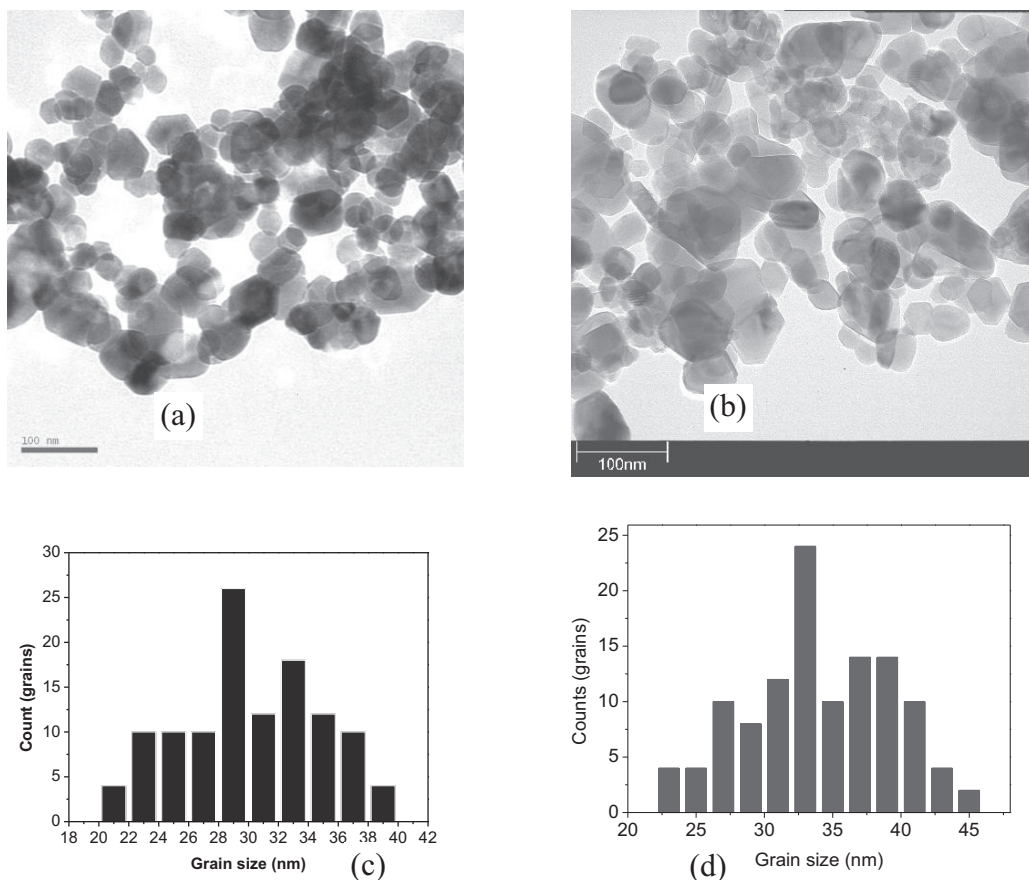 (a)
100 nm
(b)
100nm
30
25
20
15
10
5
0
Count (grains)
18 20 22 24 26 28 30 32 34 36 38 40 42
Grain size (nm)
(c)
25
20
15
10
5
0
Counts (grains)
20 25 30 35 40 45
Grain size (nm)
(d)